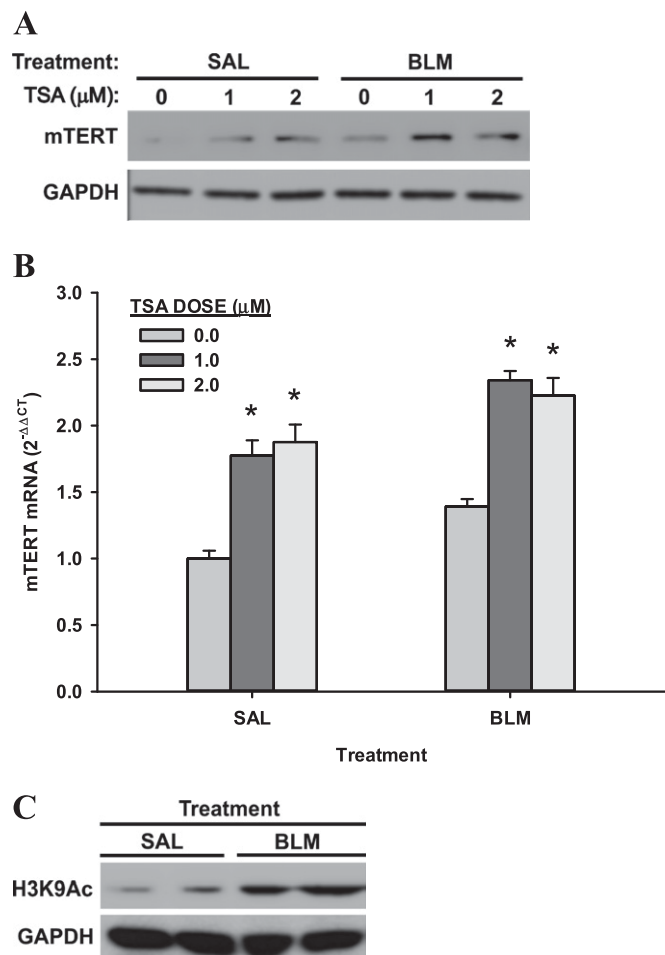 A
Treatment: SAL BLM
TSA (μM): 0 1 2 0 1 2
mTERT
GAPDH
B
TSA DOSE (μM)
0.0
1.0
2.0
* * * *
3.0
2.5
2.0
1.5
1.0
0.5
0.0
mTERT mRNA (2^-ΔΔCT)
SAL BLM
Treatment
C
Treatment
SAL BLM
H3K9Ac
GAPDH